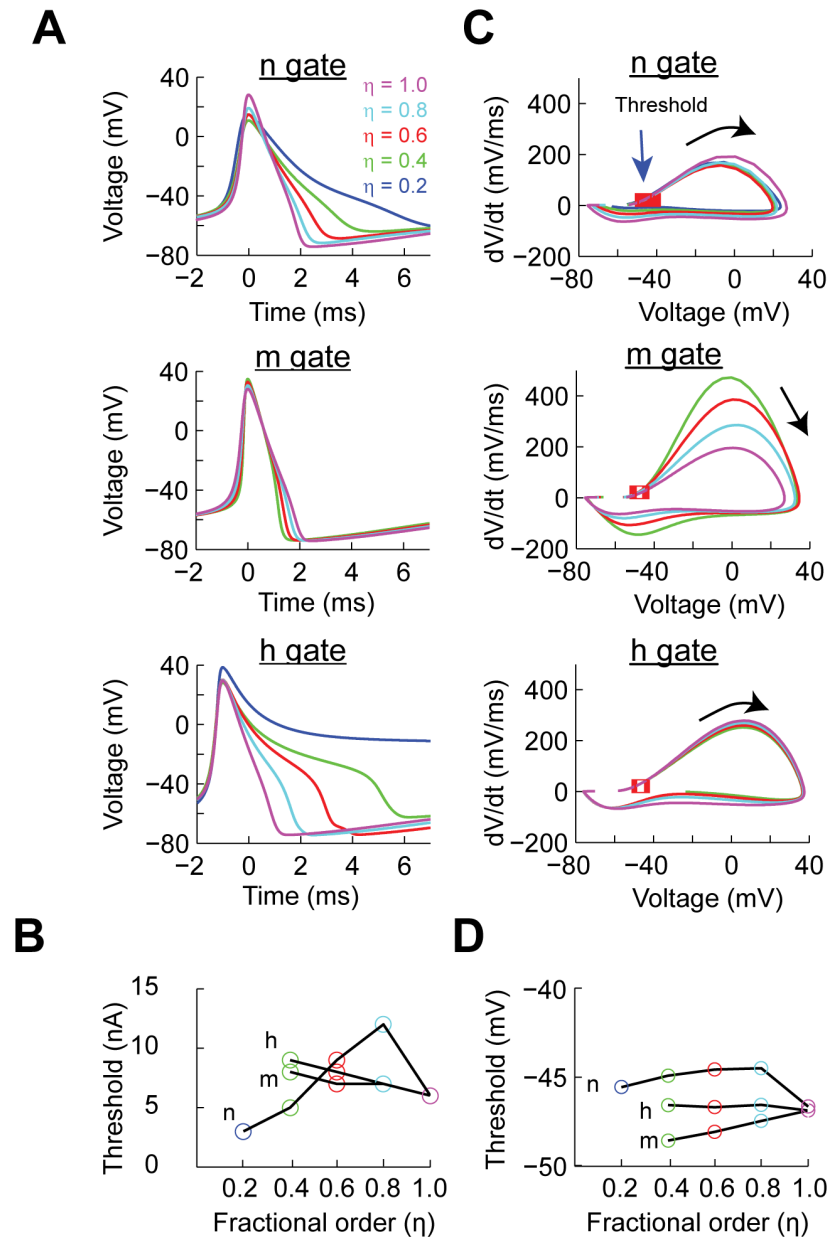 A
n gate
η = 1.0
η = 0.8
η = 0.6
η = 0.4
η = 0.2
40
0
−40
−80
Voltage (mV)
−2 0 2 4 6
Time (ms)
m gate
40
0
−40
−80
Voltage (mV)
−2 0 2 4 6
Time (ms)
h gate
40
0
−40
−80
Voltage (mV)
−2 0 2 4 6
Time (ms)
C
n gate
Threshold
400
200
0
−200
dV/dt (mV/ms)
−80 −40 0 40
Voltage (mV)
m gate
400
200
0
−200
dV/dt (mV/ms)
−80 −40 0 40
Voltage (mV)
h gate
400
200
0
−200
dV/dt (mV/ms)
−80 −40 0 40
Voltage (mV)
B
15
10
5
0
Threshold (nA)
h
m
n
0.2 0.4 0.6 0.8 1.0
Fractional order (η)
D
−40
−45
−50
Threshold (mV)
n
h
m
0.2 0.4 0.6 0.8 1.0
Fractional order (η)